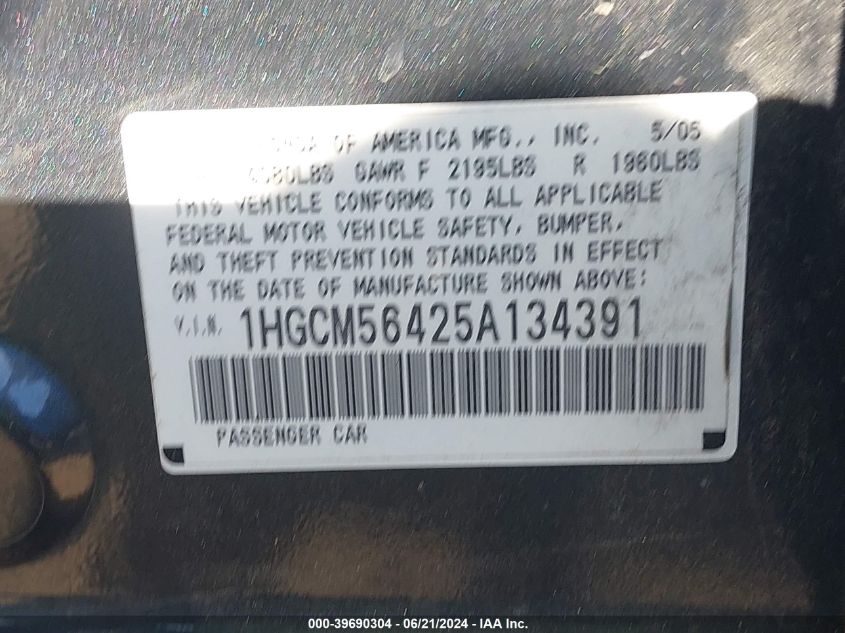 OF AMERICA MFG., INC. 5/05
GAWR F 2195LBS R 1960LBS
THIS VEHICLE CONFORMS TO ALL APPLICABLE
FEDERAL MOTOR VEHICLE SAFETY, BUMPER,
AND THEFT PREVENTION STANDARDS IN EFFECT
ON THE DATE OF MANUFACTURE SHOWN ABOVE:
V.I.N. 1HGCM56425A134391
PASSENGER CAR
000-39690304 / 06/21/2024 - IAA Inc.